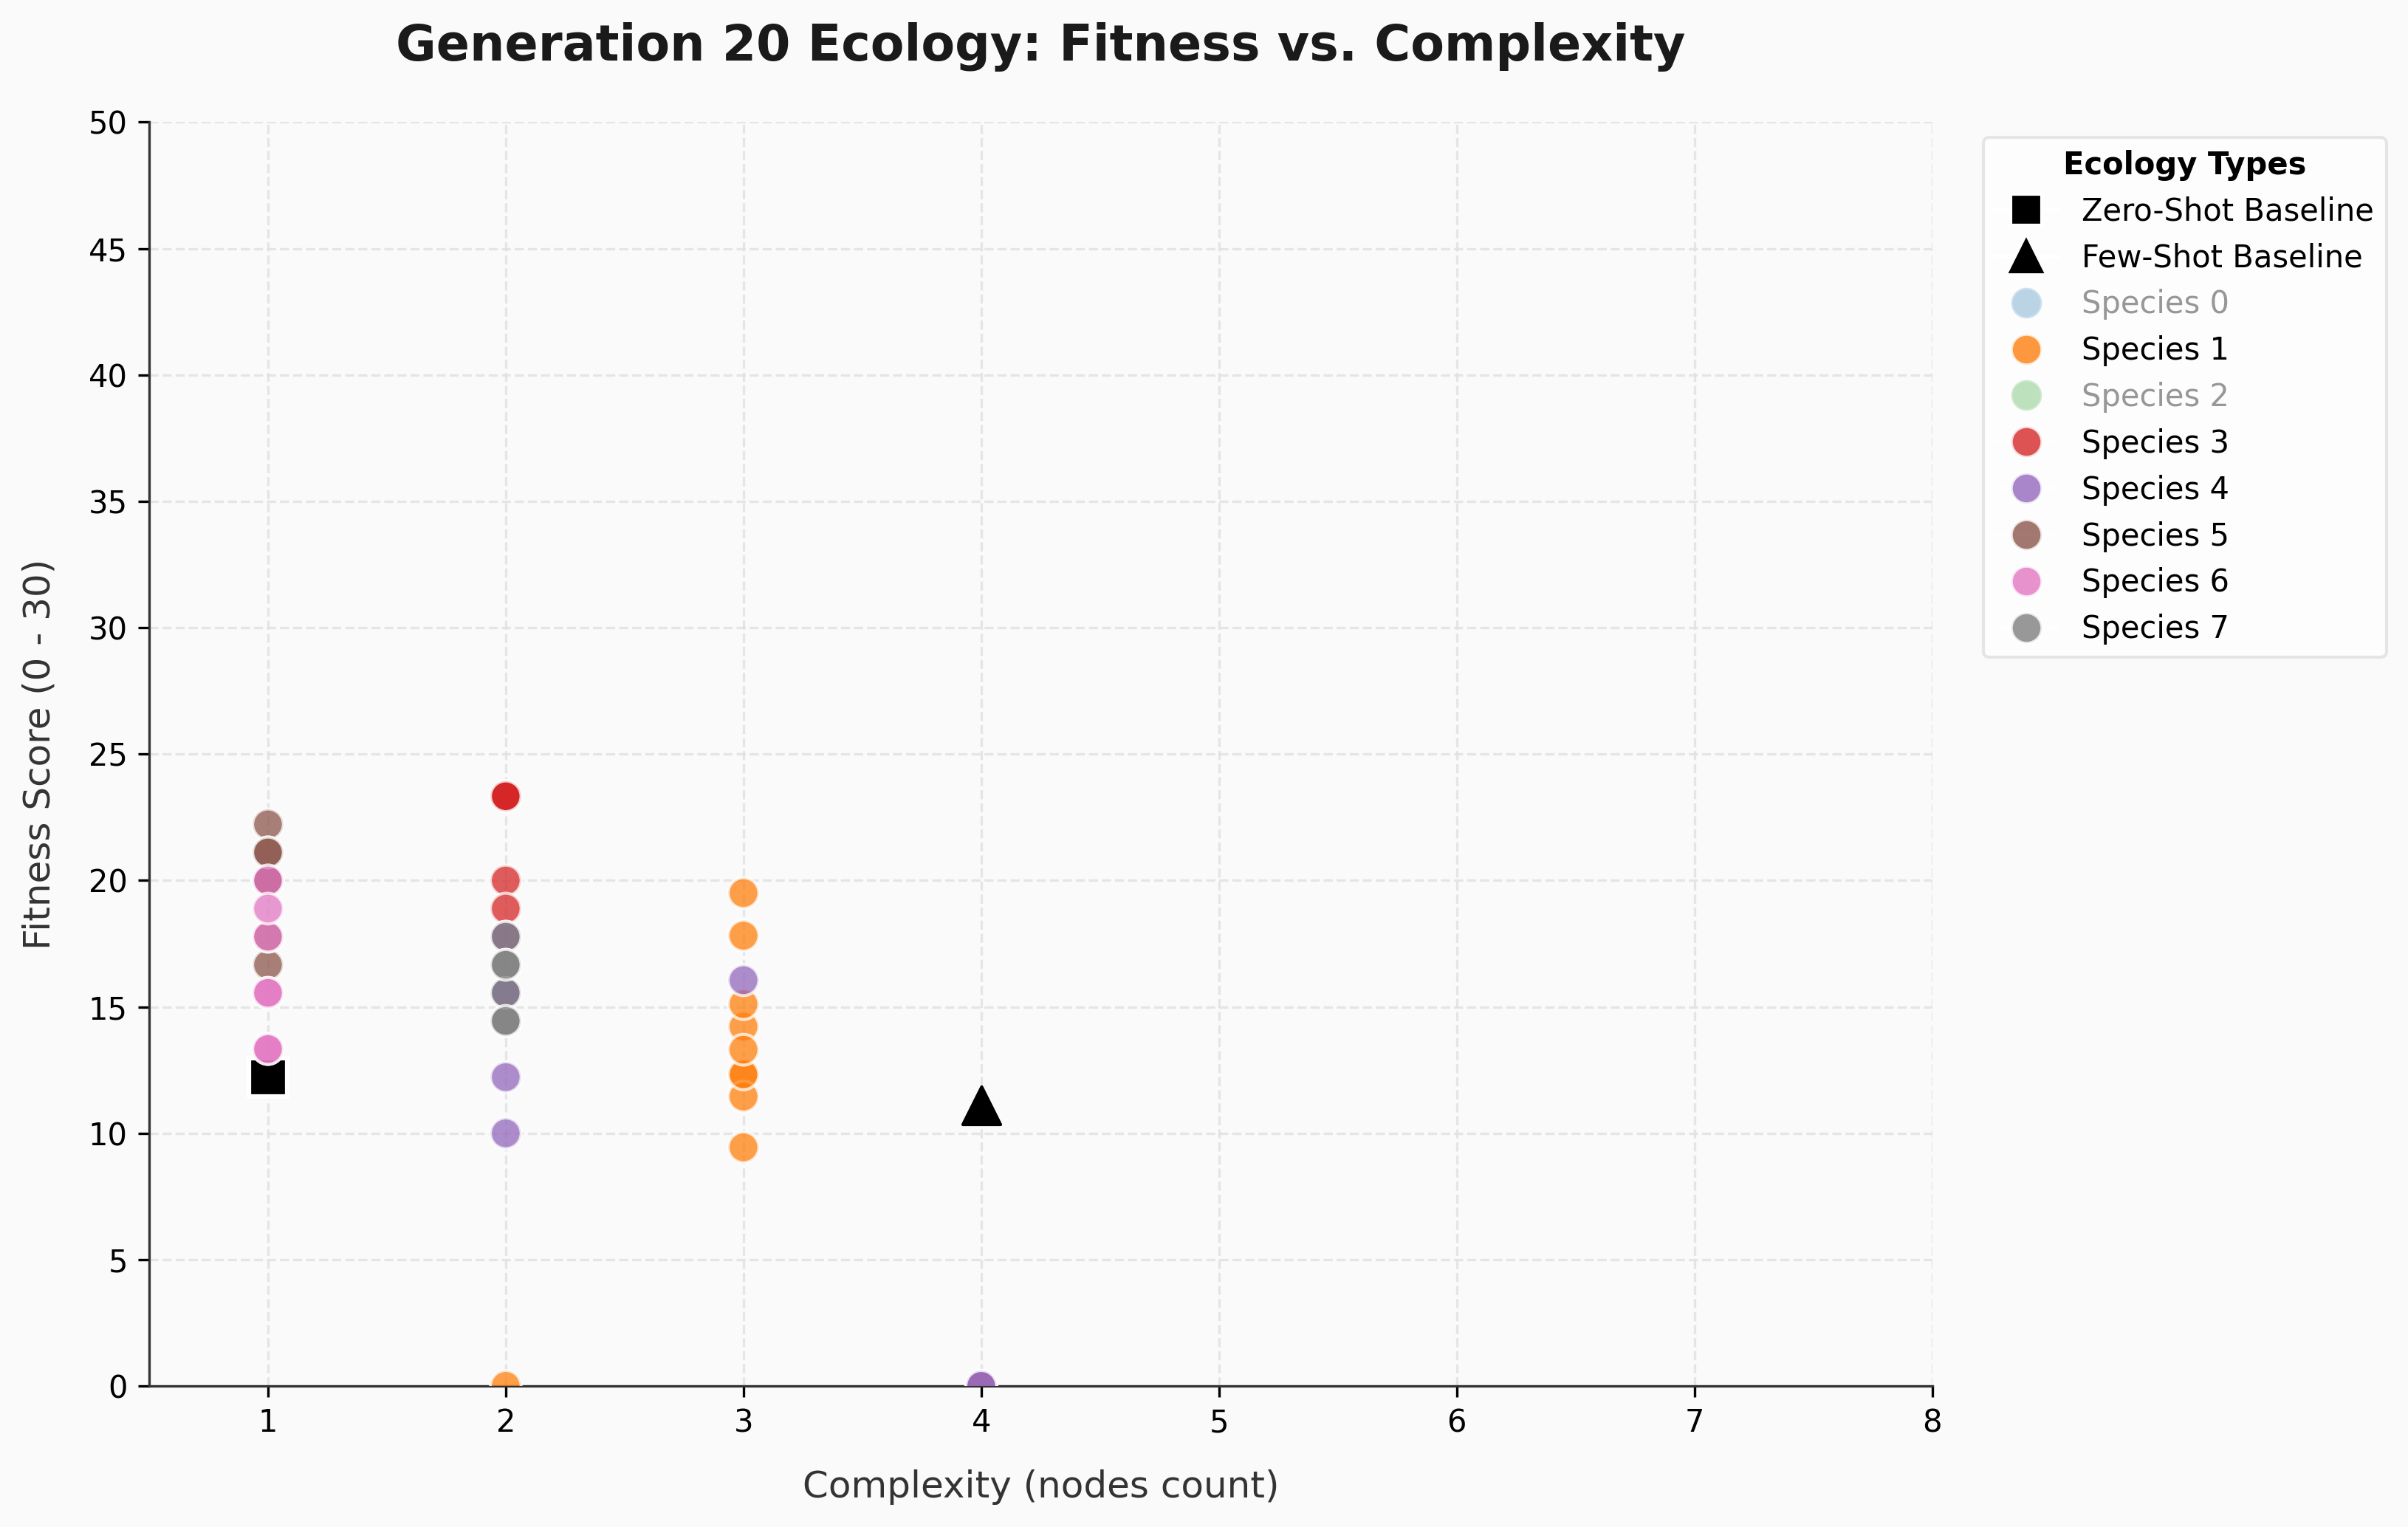 Generation 20 Ecology: Fitness vs. Complexity
50
45
40
35
30
25
20
15
10
5
0
Fitness Score (0 - 30)
1 2 3 4 5 6 7 8
Complexity (nodes count)
Ecology Types
Zero-Shot Baseline
Few-Shot Baseline
Species 0
Species 1
Species 2
Species 3
Species 4
Species 5
Species 6
Species 7